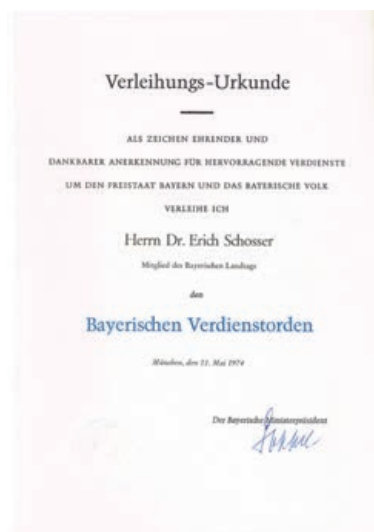 Verleihungs-Urkunde
ALS ZEICHEN EHRENDER UND
DANKBARER ANERKENNUNG FÜR HERVORRAGENDE VERDIENSTE
UM DEN FREISTAAT BAYERN UND DAS BAYERISCHE VOLK
VERLEIHE ICH
Herrn Dr. Erich Schosser
Mitglied des Bayerischen Landtags
den
Bayerischen Verdienstorden
München, den 13. Mai 1974
Der Bayerische Ministerpräsident